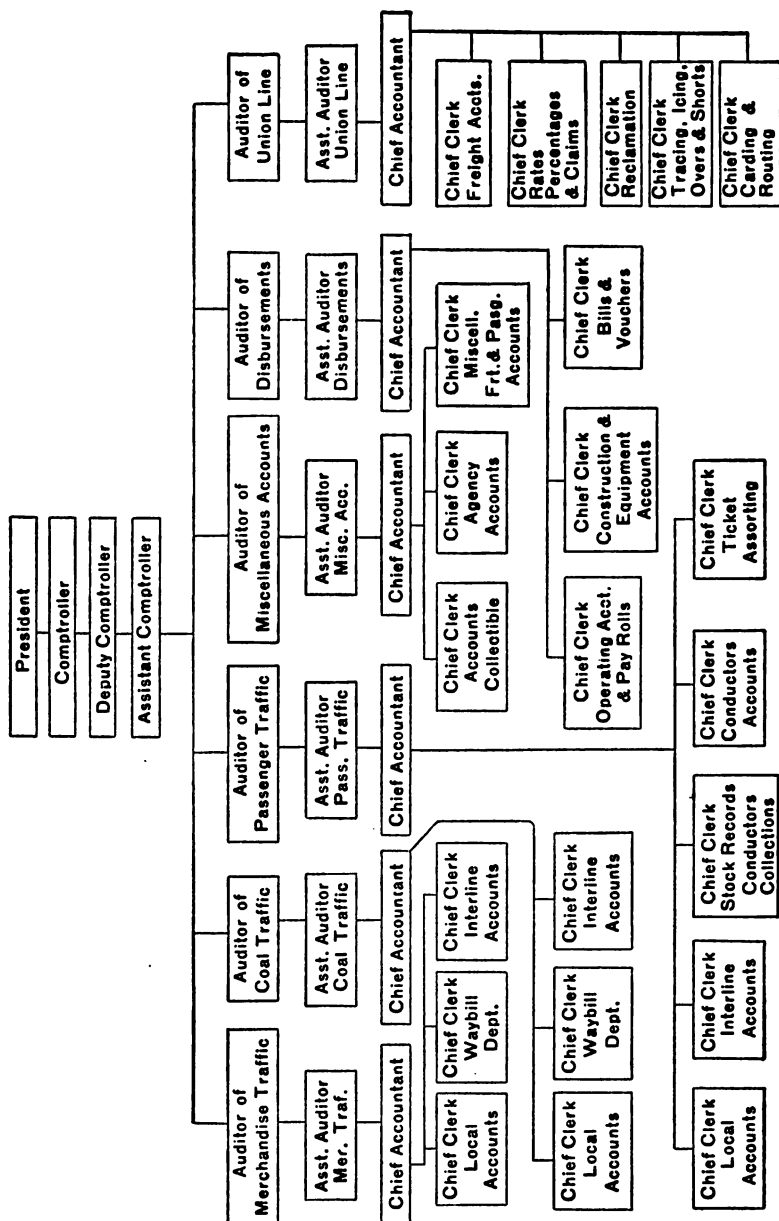 President
Comptroller
Deputy Comptroller
Assistant Comptroller
Auditor of
Merchandise Traffic
Auditor of
Coal Traffic
Auditor of
Passenger Traffic
Auditor of
Miscellaneous Accounts
Auditor of
Disbursements
Auditor of
Union Line
Asst. Auditor
Mer. Traf.
Asst. Auditor
Coal Traffic
Asst. Auditor
Pass. Traffic
Asst. Auditor
Misc. Acc.
Asst. Auditor
Disbursements
Asst. Auditor
Union Line
Chief Accountant
Chief Accountant
Chief Accountant
Chief Accountant
Chief Accountant
Chief Accountant
Chief Clerk
Local
Accounts
Chief Clerk
Waybill
Dept.
Chief Clerk
Interline
Accounts
Chief Clerk
Accounts
Collectible
Chief Clerk
Agency
Accounts
Chief Clerk
Miscell.
Frt. & Pasg.
Accounts
Chief Clerk
Freight Accts.
Chief Clerk
Rates
Percentages
& Claims
Chief Clerk
Reclamation
Chief Clerk
Tracing, Icing,
Overs & Shorts
Chief Clerk
Carding &
Routing
Chief Clerk
Local
Accounts
Chief Clerk
Waybill
Dept.
Chief Clerk
Interline
Accounts
Chief Clerk
Operating Acct.
& Pay Rolls
Chief Clerk
Construction &
Equipment
Accounts
Chief Clerk
Bills &
Vouchers
Chief Clerk
Local
Accounts
Chief Clerk
Interline
Accounts
Chief Clerk
Stock Records
Conductors
Collections
Chief Clerk
Conductors
Accounts
Chief Clerk
Ticket
Assorting